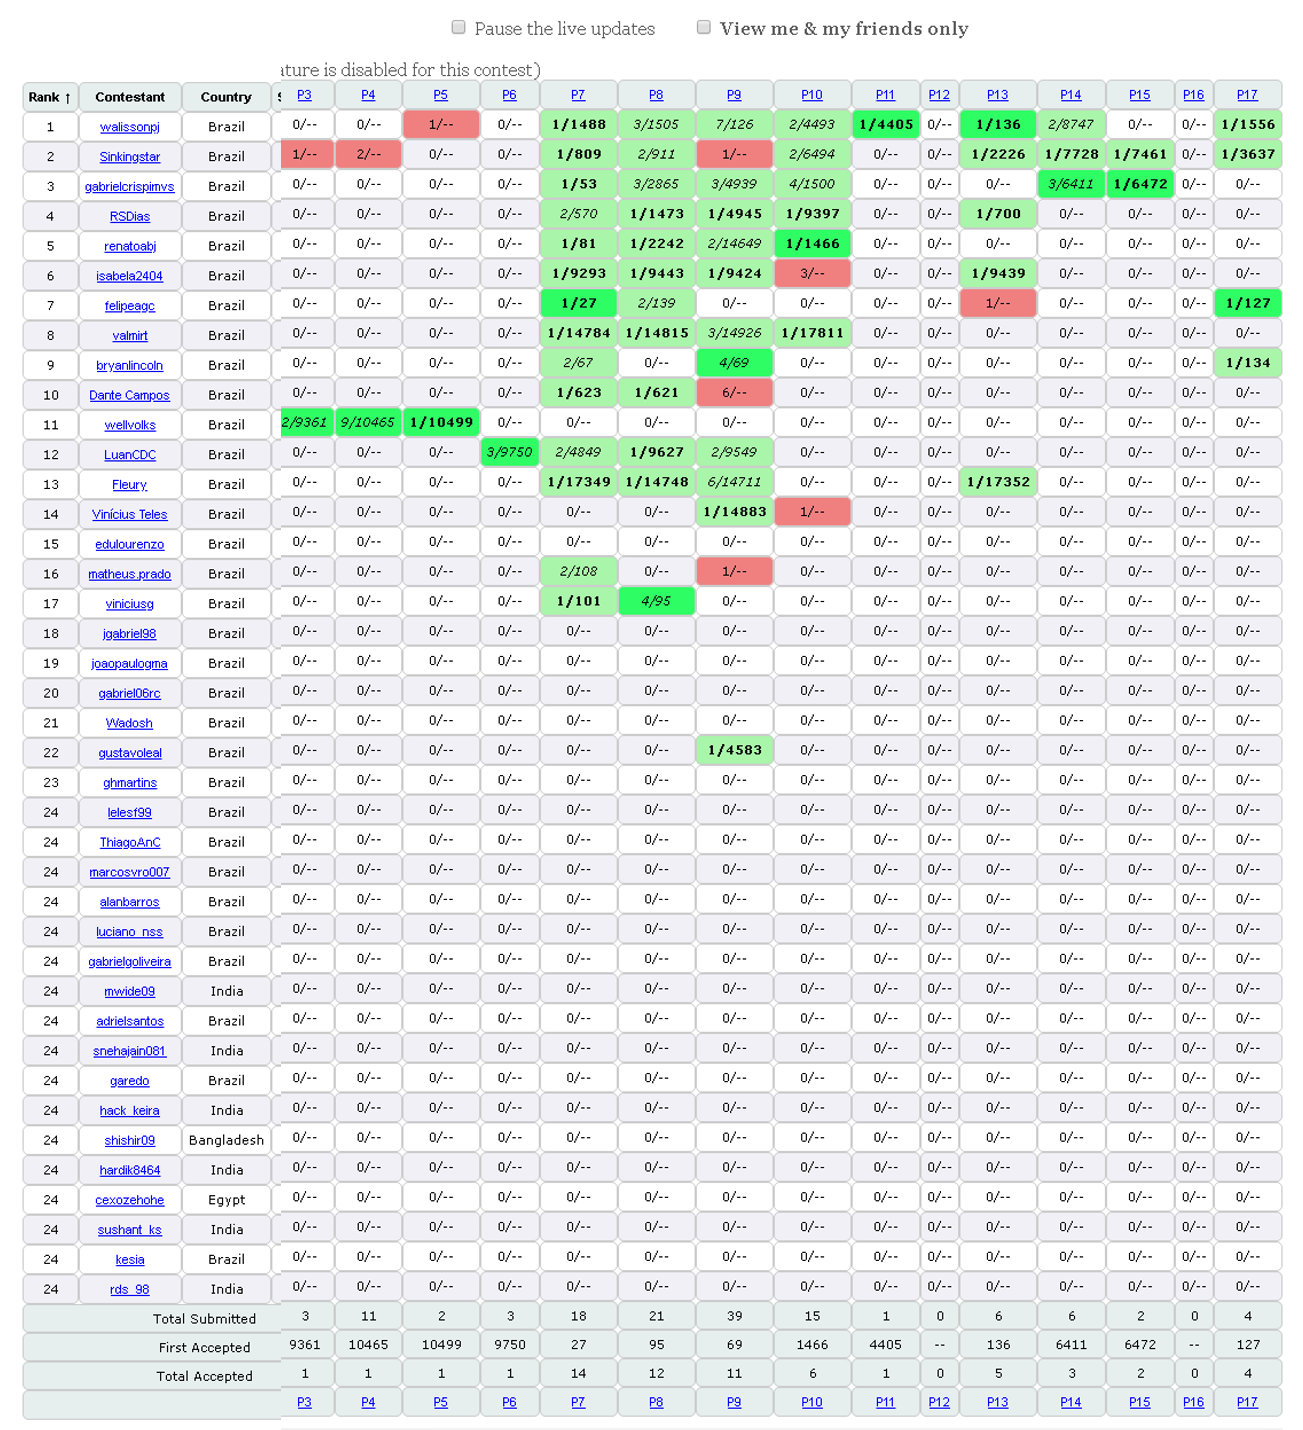 Pause the live updates View me & my friends only
ature is disabled for this contest)
Rank ↑ Contestant Country P3 P4 P5 P6 P7 P8 P9 P10 P11 P12 P13 P14 P15 P16 P17
1 walissonpj Brazil 0/-- 0/-- 1/-- 0/-- 1/1488 3/1505 7/126 2/4493 1/4405 0/-- 1/136 2/8747 0/-- 0/-- 1/1556
2 Sinkingstar Brazil 1/-- 2/-- 0/-- 0/-- 1/809 2/911 1/-- 2/6494 0/-- 0/-- 1/2226 1/7728 1/7461 0/-- 1/3637
3 gabrielcrispimvs Brazil 0/-- 0/-- 0/-- 0/-- 1/53 3/2865 3/4939 4/1500 0/-- 0/-- 0/-- 3/6411 1/6472 0/-- 0/--
4 RSDias Brazil 0/-- 0/-- 0/-- 0/-- 2/570 1/1473 1/4945 1/9397 0/-- 0/-- 1/700 0/-- 0/-- 0/-- 0/--
5 renatoabj Brazil 0/-- 0/-- 0/-- 0/-- 1/81 1/2242 2/14649 1/1466 0/-- 0/-- 0/-- 0/-- 0/-- 0/-- 0/--
6 isabela2404 Brazil 0/-- 0/-- 0/-- 0/-- 1/9293 1/9443 1/9424 3/-- 0/-- 0/-- 1/9439 0/-- 0/-- 0/-- 0/--
7 felipeagc Brazil 0/-- 0/-- 0/-- 0/-- 1/27 2/139 0/-- 0/-- 0/-- 0/-- 1/-- 0/-- 0/-- 0/-- 1/127
8 valmirt Brazil 0/-- 0/-- 0/-- 0/-- 1/14784 1/14815 3/14926 1/17811 0/-- 0/-- 0/-- 0/-- 0/-- 0/-- 0/--
9 bryanlincoln Brazil 0/-- 0/-- 0/-- 0/-- 2/67 0/-- 4/69 0/-- 0/-- 0/-- 0/-- 0/-- 0/-- 0/-- 1/134
10 Dante Campos Brazil 0/-- 0/-- 0/-- 0/-- 1/623 1/621 6/-- 0/-- 0/-- 0/-- 0/-- 0/-- 0/-- 0/-- 0/--
11 wellvolks Brazil 2/9361 9/10465 1/10499 0/-- 0/-- 0/-- 0/-- 0/-- 0/-- 0/-- 0/-- 0/-- 0/-- 0/-- 0/--
12 LuanCDC Brazil 0/-- 0/-- 0/-- 3/9750 2/4849 1/9627 2/9549 0/-- 0/-- 0/-- 0/-- 0/-- 0/-- 0/-- 0/--
13 Fleury Brazil 0/-- 0/-- 0/-- 0/-- 1/17349 1/14748 6/14711 0/-- 0/-- 0/-- 1/17352 0/-- 0/-- 0/-- 0/--
14 Vinícius Teles Brazil 0/-- 0/-- 0/-- 0/-- 0/-- 0/-- 1/14883 1/-- 0/-- 0/-- 0/-- 0/-- 0/-- 0/-- 0/--
15 edulourenzo Brazil 0/-- 0/-- 0/-- 0/-- 0/-- 0/-- 0/-- 0/-- 0/-- 0/-- 0/-- 0/-- 0/-- 0/-- 0/--
16 matheus.prado Brazil 0/-- 0/-- 0/-- 0/-- 2/108 0/-- 1/-- 0/-- 0/-- 0/-- 0/-- 0/-- 0/-- 0/-- 0/--
17 viniciusg Brazil 0/-- 0/-- 0/-- 0/-- 1/101 4/95 0/-- 0/-- 0/-- 0/-- 0/-- 0/-- 0/-- 0/-- 0/--
18 jgabriel98 Brazil 0/-- 0/-- 0/-- 0/-- 0/-- 0/-- 0/-- 0/-- 0/-- 0/-- 0/-- 0/-- 0/-- 0/-- 0/--
19 joaopaulogma Brazil 0/-- 0/-- 0/-- 0/-- 0/-- 0/-- 0/-- 0/-- 0/-- 0/-- 0/-- 0/-- 0/-- 0/-- 0/--
20 gabriel06rc Brazil 0/-- 0/-- 0/-- 0/-- 0/-- 0/-- 0/-- 0/-- 0/-- 0/-- 0/-- 0/-- 0/-- 0/-- 0/--
21 Wadosh Brazil 0/-- 0/-- 0/-- 0/-- 0/-- 0/-- 0/-- 0/-- 0/-- 0/-- 0/-- 0/-- 0/-- 0/-- 0/--
22 gustavoleal Brazil 0/-- 0/-- 0/-- 0/-- 0/-- 0/-- 1/4583 0/-- 0/-- 0/-- 0/-- 0/-- 0/-- 0/-- 0/--
23 ghmartins Brazil 0/-- 0/-- 0/-- 0/-- 0/-- 0/-- 0/-- 0/-- 0/-- 0/-- 0/-- 0/-- 0/-- 0/-- 0/--
24 lelesf99 Brazil 0/-- 0/-- 0/-- 0/-- 0/-- 0/-- 0/-- 0/-- 0/-- 0/-- 0/-- 0/-- 0/-- 0/-- 0/--
24 ThiagoAnC Brazil 0/-- 0/-- 0/-- 0/-- 0/-- 0/-- 0/-- 0/-- 0/-- 0/-- 0/-- 0/-- 0/-- 0/-- 0/--
24 marcosvro007 Brazil 0/-- 0/-- 0/-- 0/-- 0/-- 0/-- 0/-- 0/-- 0/-- 0/-- 0/-- 0/-- 0/-- 0/-- 0/--
24 alanbarros Brazil 0/-- 0/-- 0/-- 0/-- 0/-- 0/-- 0/-- 0/-- 0/-- 0/-- 0/-- 0/-- 0/-- 0/-- 0/--
24 luciano_nss Brazil 0/-- 0/-- 0/-- 0/-- 0/-- 0/-- 0/-- 0/-- 0/-- 0/-- 0/-- 0/-- 0/-- 0/-- 0/--
24 gabrielgoliveira Brazil 0/-- 0/-- 0/-- 0/-- 0/-- 0/-- 0/-- 0/-- 0/-- 0/-- 0/-- 0/-- 0/-- 0/-- 0/--
24 mwide09 India 0/-- 0/-- 0/-- 0/-- 0/-- 0/-- 0/-- 0/-- 0/-- 0/-- 0/-- 0/-- 0/-- 0/-- 0/--
24 adrielsantos Brazil 0/-- 0/-- 0/-- 0/-- 0/-- 0/-- 0/-- 0/-- 0/-- 0/-- 0/-- 0/-- 0/-- 0/-- 0/--
24 snehajain081 India 0/-- 0/-- 0/-- 0/-- 0/-- 0/-- 0/-- 0/-- 0/-- 0/-- 0/-- 0/-- 0/-- 0/-- 0/--
24 garedo Brazil 0/-- 0/-- 0/-- 0/-- 0/-- 0/-- 0/-- 0/-- 0/-- 0/-- 0/-- 0/-- 0/-- 0/-- 0/--
24 hack_keira India 0/-- 0/-- 0/-- 0/-- 0/-- 0/-- 0/-- 0/-- 0/-- 0/-- 0/-- 0/-- 0/-- 0/-- 0/--
24 shishir09 Bangladesh 0/-- 0/-- 0/-- 0/-- 0/-- 0/-- 0/-- 0/-- 0/-- 0/-- 0/-- 0/-- 0/-- 0/-- 0/--
24 hardik8464 India 0/-- 0/-- 0/-- 0/-- 0/-- 0/-- 0/-- 0/-- 0/-- 0/-- 0/-- 0/-- 0/-- 0/-- 0/--
24 cexozehohe Egypt 0/-- 0/-- 0/-- 0/-- 0/-- 0/-- 0/-- 0/-- 0/-- 0/-- 0/-- 0/-- 0/-- 0/-- 0/--
24 sushant_ks India 0/-- 0/-- 0/-- 0/-- 0/-- 0/-- 0/-- 0/-- 0/-- 0/-- 0/-- 0/-- 0/-- 0/-- 0/--
24 kesia Brazil 0/-- 0/-- 0/-- 0/-- 0/-- 0/-- 0/-- 0/-- 0/-- 0/-- 0/-- 0/-- 0/-- 0/-- 0/--
24 rds_98 India 0/-- 0/-- 0/-- 0/-- 0/-- 0/-- 0/-- 0/-- 0/-- 0/-- 0/-- 0/-- 0/-- 0/-- 0/--
Total Submitted 3 11 2 3 18 21 39 15 1 0 6 6 2 0 4
First Accepted 9361 10465 10499 9750 27 95 69 1466 4405 -- 136 6411 6472 -- 127
Total Accepted 1 1 1 1 14 12 11 6 1 0 5 3 2 0 4
P3 P4 P5 P6 P7 P8 P9 P10 P11 P12 P13 P14 P15 P16 P17